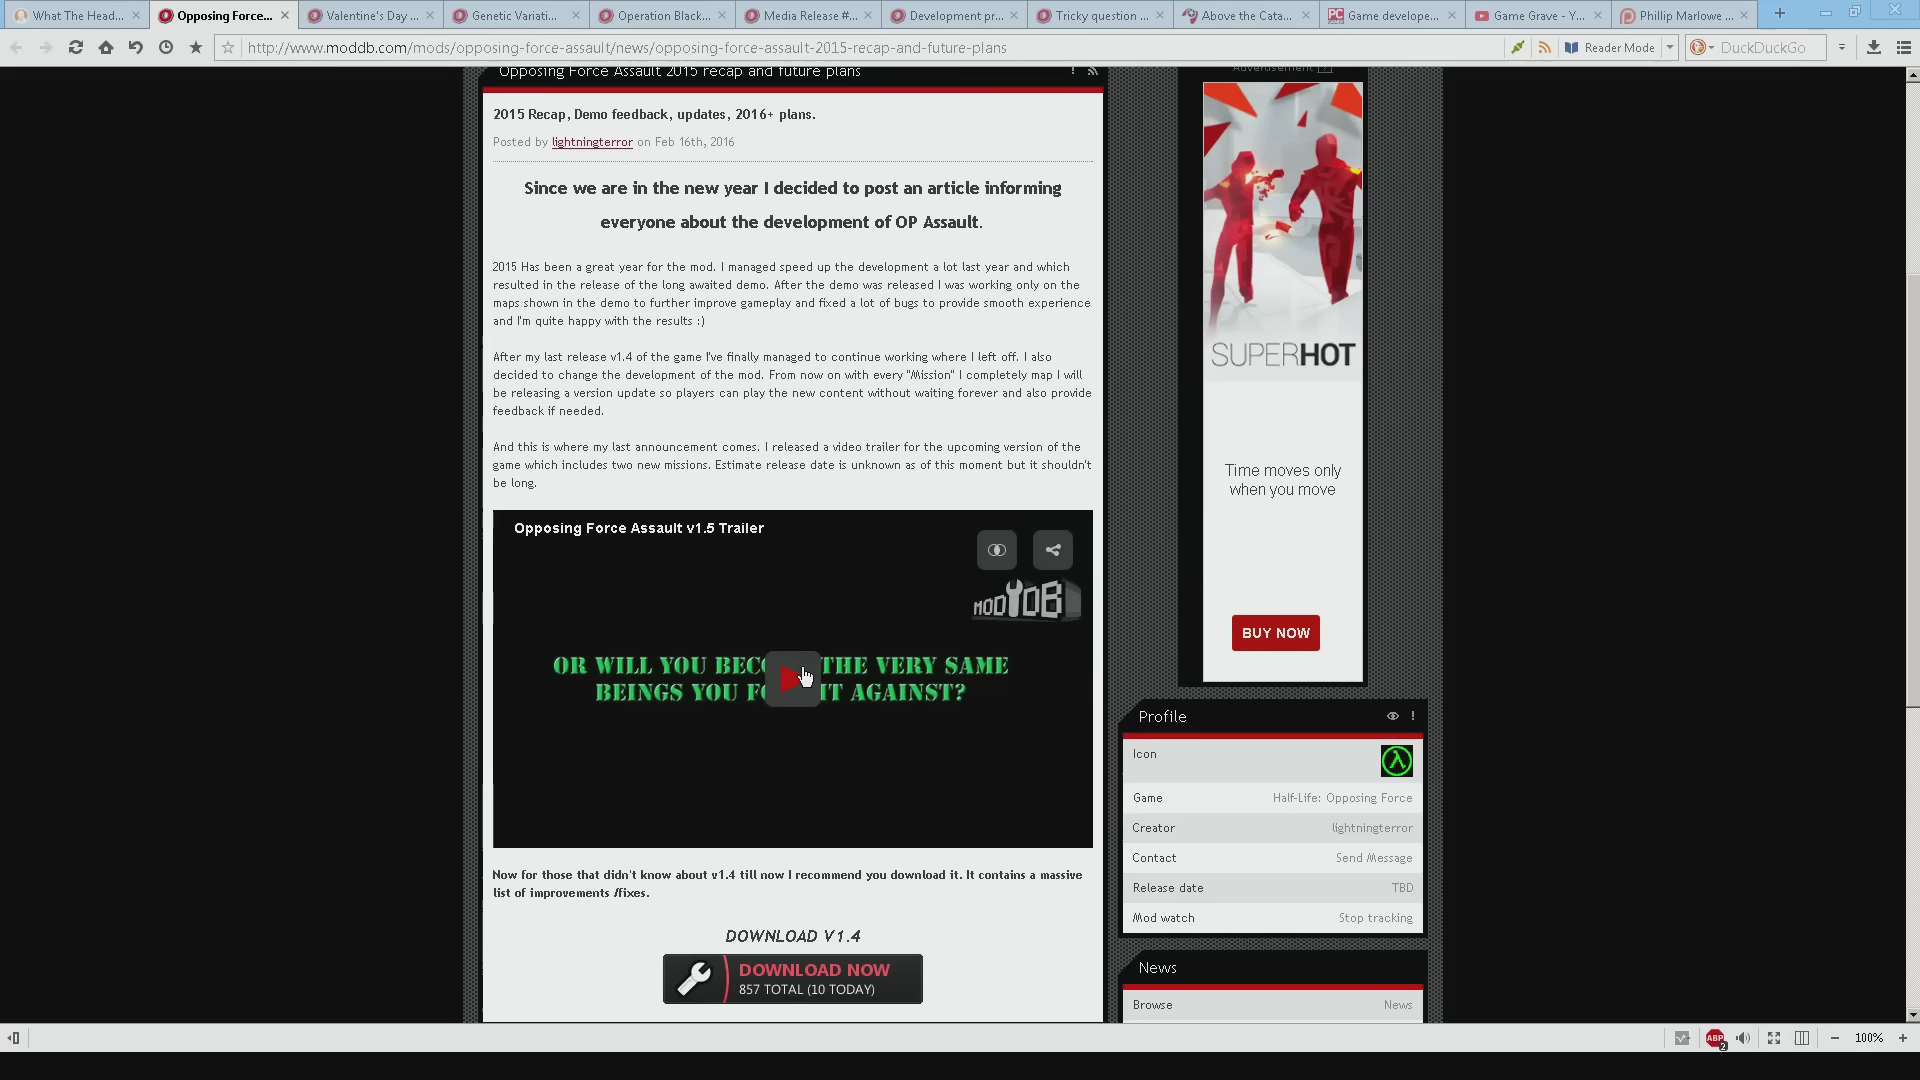 What The Head...
Opposing Force...
Valentine's Day ...
Genetic Variati...
Operation Black...
Media Release #...
Development pr...
Tricky question ...
Above the Cata...
Game develope...
Game Grave - Y...
Phillip Marlowe ...
http://www.moddb.com/mods/opposing-force-assault/news/opposing-force-assault-2015-recap-and-future-plans
Reader Mode
DuckDuckGo
Opposing Force Assault 2015 recap and future plans
2015 Recap, Demo feedback, updates, 2016+ plans.
Posted by lightningterror on Feb 16th, 2016
Since we are in the new year I decided to post an article informing
everyone about the development of OP Assault.
2015 Has been a great year for the mod. I managed speed up the development a lot last year and which
resulted in the release of the long awaited demo. After the demo was released I was working only on the
maps shown in the demo to further improve gameplay and fixed a lot of bugs to provide smooth experience
and I'm quite happy with the results :)
After my last release v1.4 of the game I've finally managed to continue working where I left off. I also
decided to change the development of the mod. From now on with every "Mission" I completely map I will
be releasing a version update so players can play the new content without waiting forever and also provide
feedback if needed.
And this is where my last announcement comes. I released a video trailer for the upcoming version of the
game which includes two new missions. Estimate release date is unknown as of this moment but it shouldn't
be long.
Opposing Force Assault v1.5 Trailer
MODDB
OR WILL YOU BECO THE VERY SAME
BEINGS YOU FO IT AGAINST?
Now for those that didn't know about v1.4 till now I recommend you download it. It contains a massive
list of improvements /fixes.
DOWNLOAD V1.4
DOWNLOAD NOW
857 TOTAL (10 TODAY)
Advertisement [?]
SUPERHOT
Time moves only
when you move
BUY NOW
Profile
Icon
Game Half-Life: Opposing Force
Creator lightningterror
Contact Send Message
Release date TBD
Mod watch Stop tracking
News
Browse News
ABP
2
100%